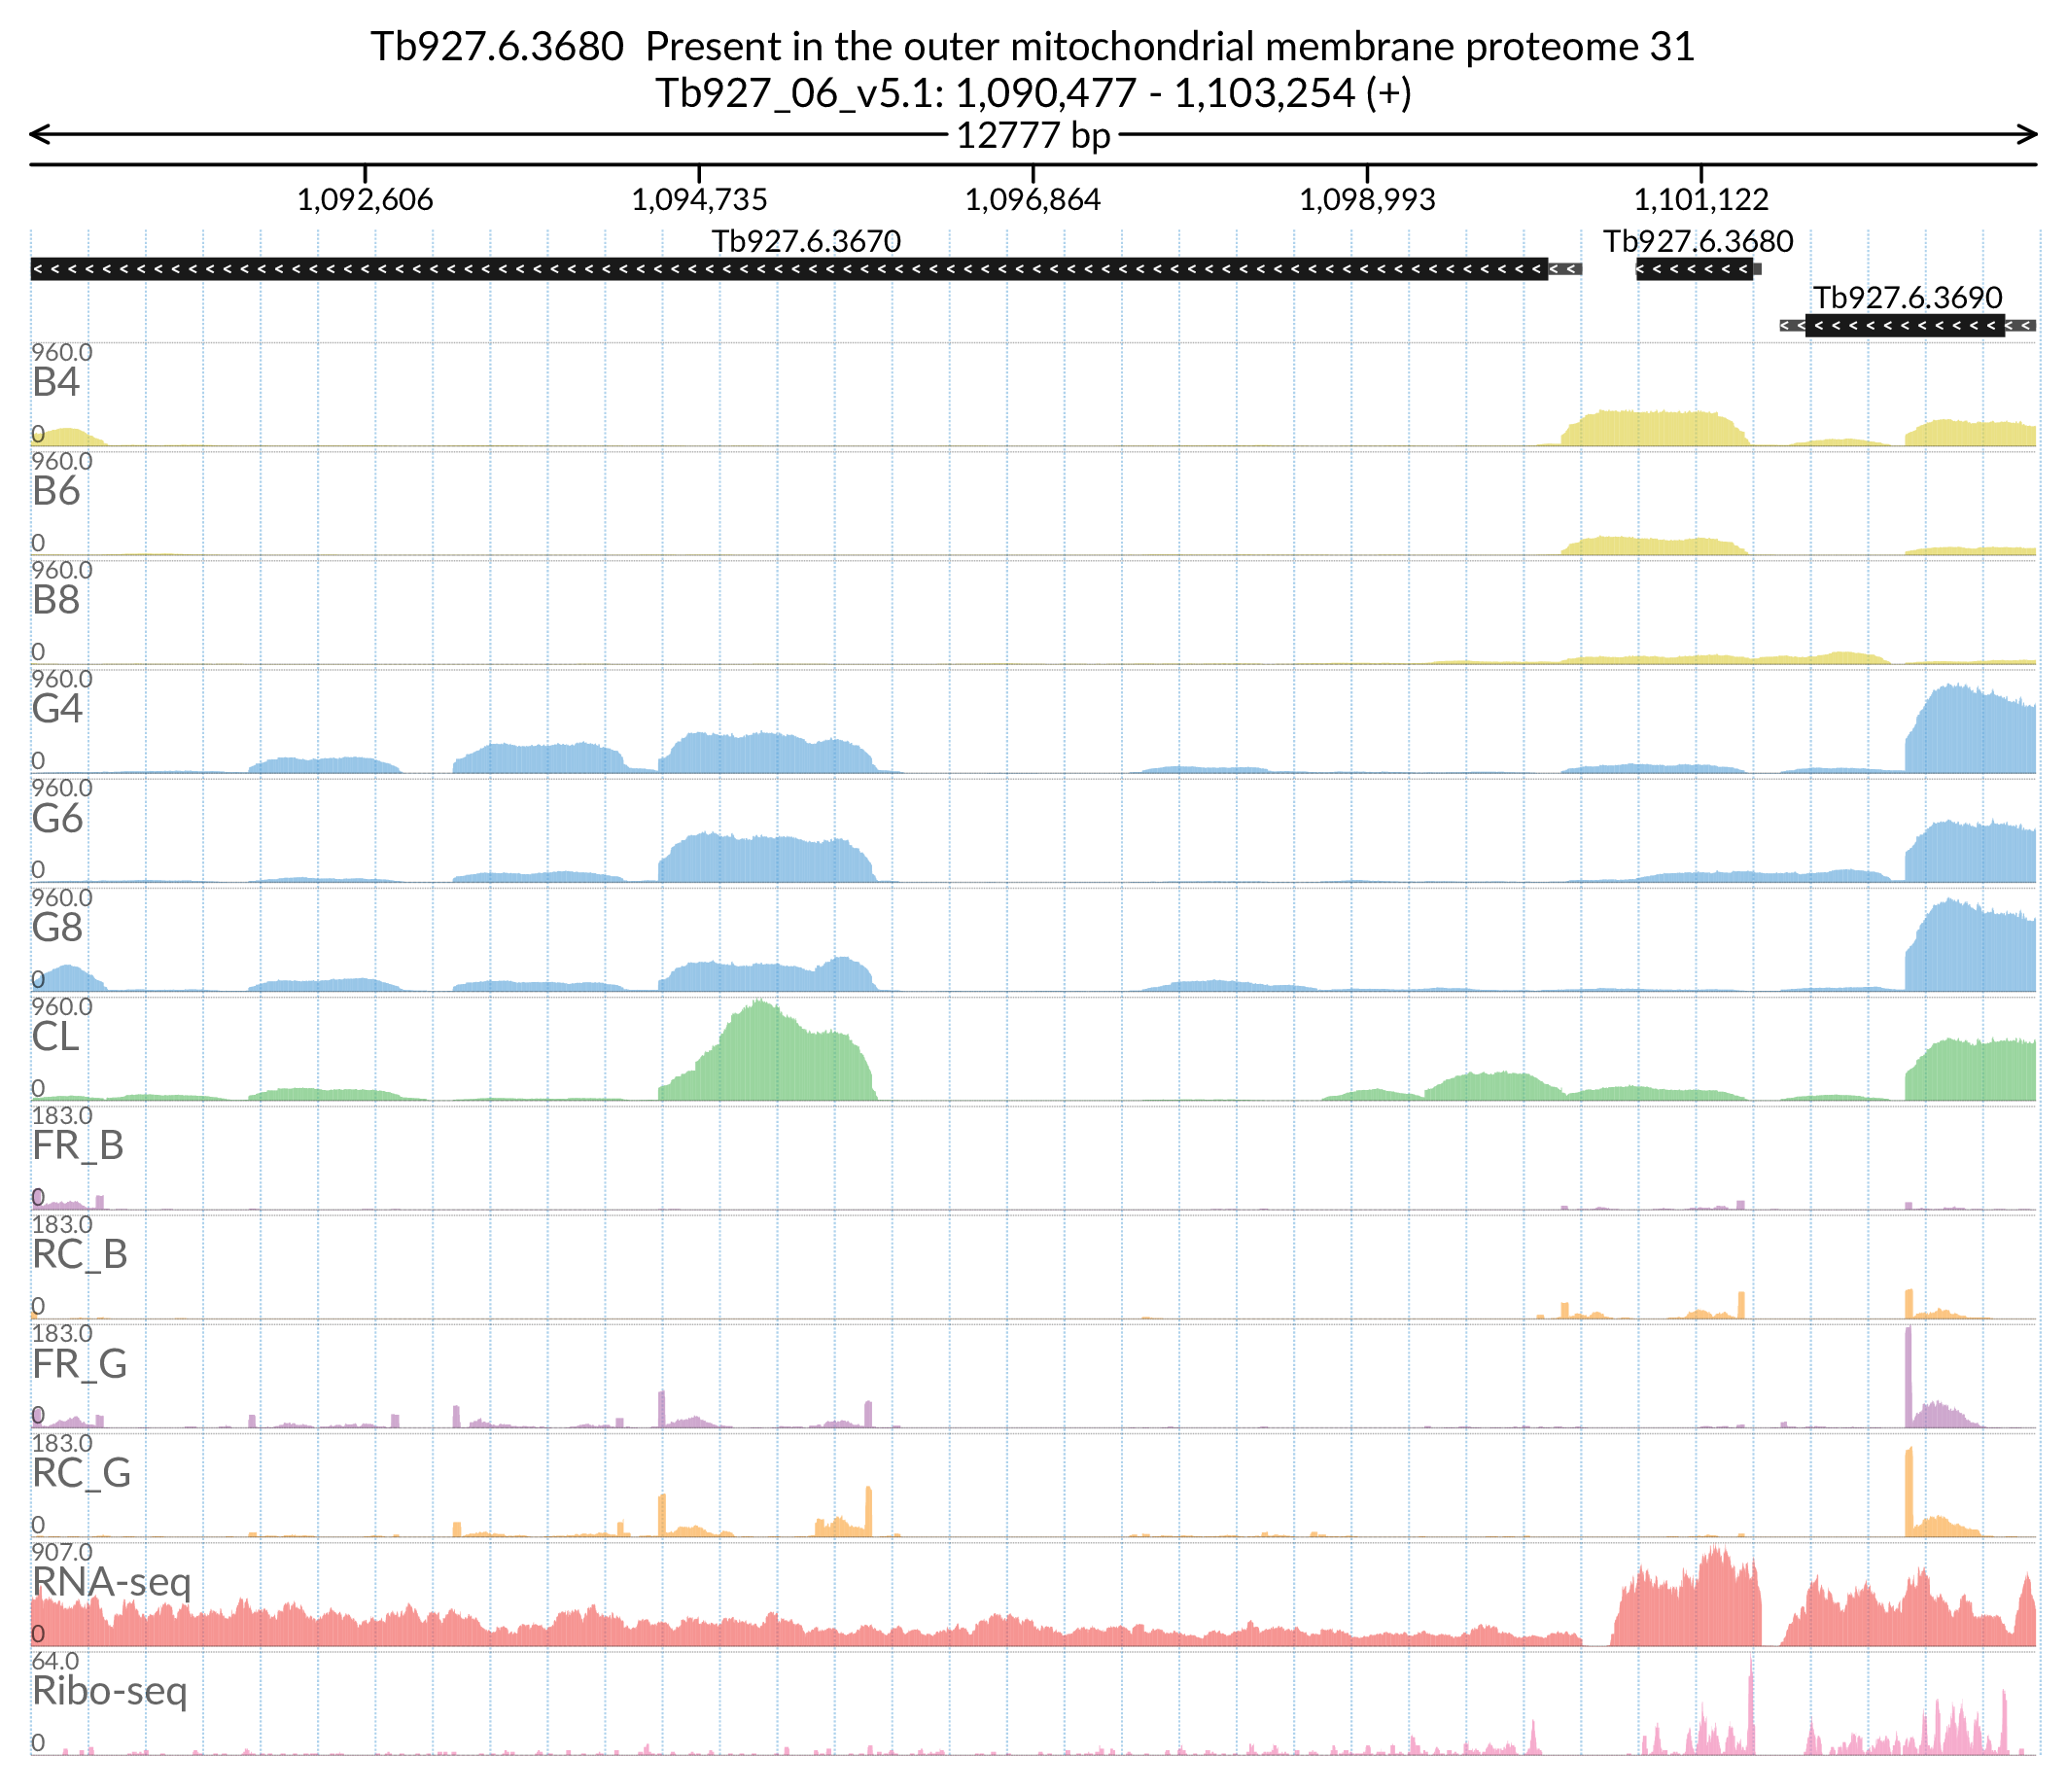 Tb927.6.3680  Present in the outer mitochondrial membrane proteome 31
Tb927_06_v5.1: 1,090,477 - 1,103,254 (+)
12777 bp
1,092,606 1,094,735 1,096,864 1,098,993 1,101,122
Tb927.6.3670 Tb927.6.3680
Tb927.6.3690
960.0
B4
0
960.0
B6
0
960.0
B8
0
960.0
G4
0
960.0
G6
0
960.0
G8
0
960.0
CL
0
183.0
FR_B
0
183.0
RC_B
0
183.0
FR_G
0
183.0
RC_G
0
907.0
RNA-seq
0
64.0
Ribo-seq
0